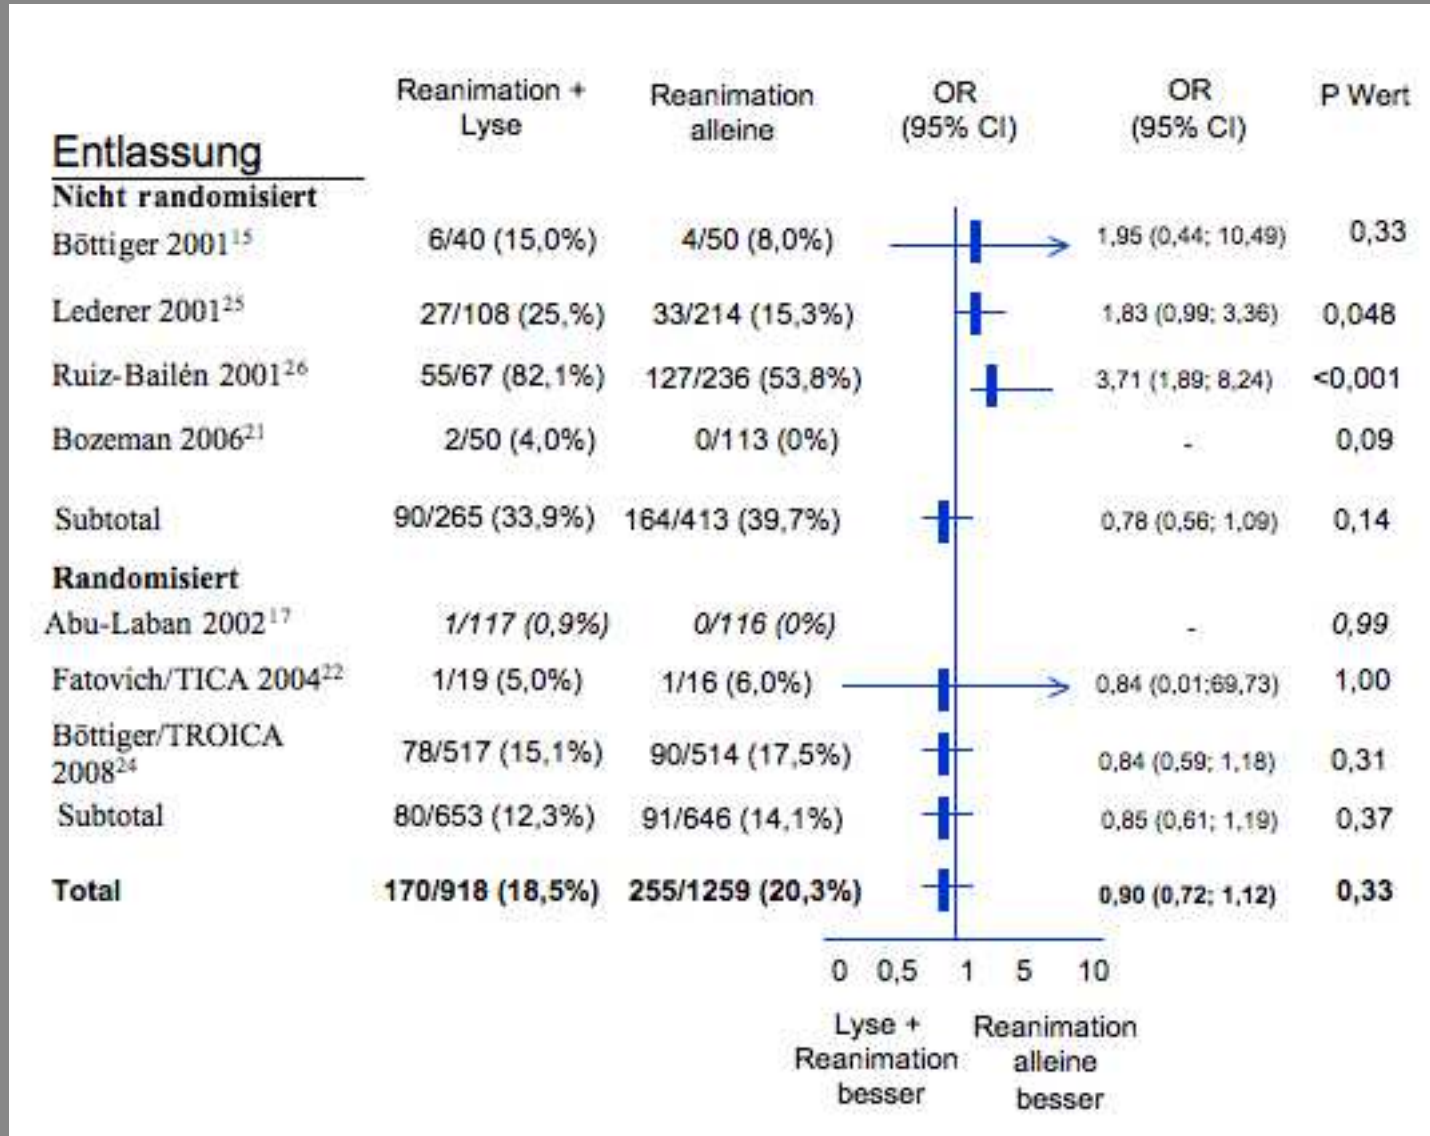 Reanimation + Lyse Reanimation alleine OR (95% CI) OR (95% CI) P Wert
Entlassung
Nicht randomisiert
Böttiger 2001¹⁵ 6/40 (15,0%) 4/50 (8,0%) 1,95 (0,44; 10,49) 0,33
Lederer 2001²⁵ 27/108 (25,%) 33/214 (15,3%) 1,83 (0,99; 3,36) 0,048
Ruiz-Bailén 2001²⁶ 55/67 (82,1%) 127/236 (53,8%) 3,71 (1,89; 8,24) <0,001
Bozeman 2006²¹ 2/50 (4,0%) 0/113 (0%) - 0,09
Subtotal 90/265 (33,9%) 164/413 (39,7%) 0,78 (0,56; 1,09) 0,14
Randomisiert
Abu-Laban 2002¹⁷ 1/117 (0,9%) 0/116 (0%) - 0,99
Fatovich/TICA 2004²² 1/19 (5,0%) 1/16 (6,0%) 0,84 (0,01;69,73) 1,00
Böttiger/TROICA
2008²⁴ 78/517 (15,1%) 90/514 (17,5%) 0,84 (0,59; 1,18) 0,31
Subtotal 80/653 (12,3%) 91/646 (14,1%) 0,85 (0,61; 1,19) 0,37
Total 170/918 (18,5%) 255/1259 (20,3%) 0,90 (0,72; 1,12) 0,33
0 0,5 1 5 10
Lyse +
Reanimation
besser
Reanimation
alleine
besser